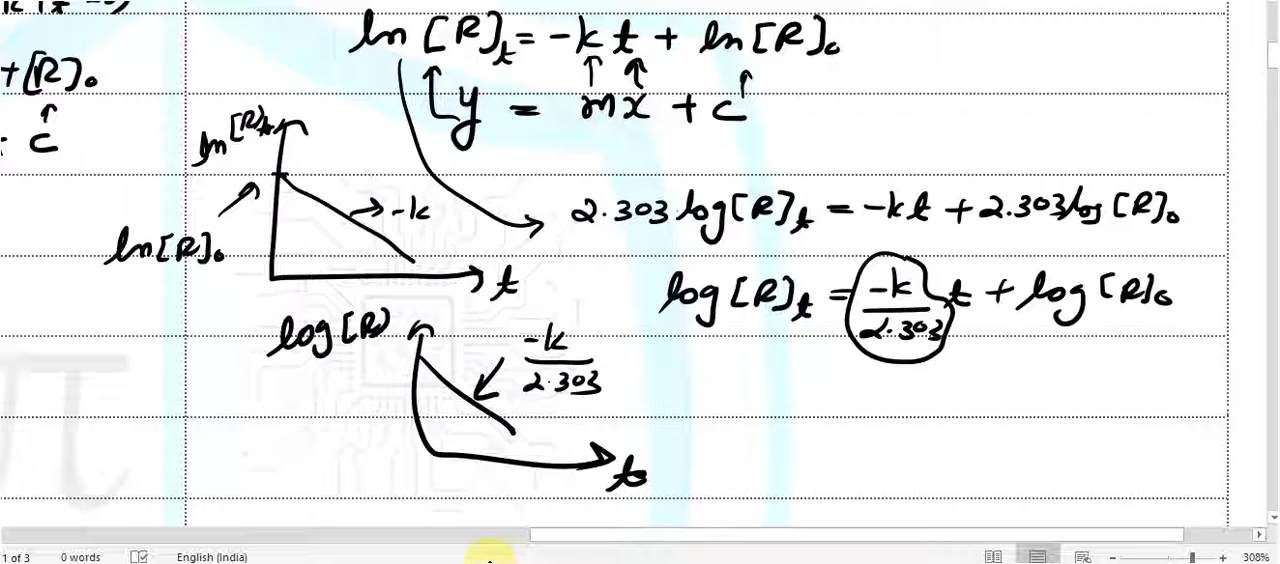 ln [R]t = -kt + ln[R]₀
+[R]₀
y = mx + c
c
ln[R]t
-k
2.303 log[R]t = -kt + 2.303 log[R]₀
ln[R]₀
t
log[R]t = -k/2.303 t + log[R]₀
log[R]
-k/2.303
t
1 of 3 0 words English (India) 308%